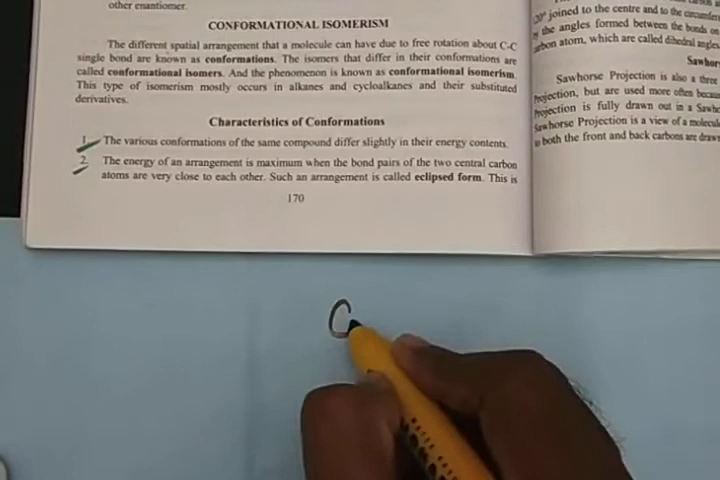 other enantiomer.
CONFORMATIONAL ISOMERISM
The different spatial arrangement that a molecule can have due to free rotation about C-C
single bond are known as conformations. The isomers that differ in their conformations are
called conformational isomers. And the phenomenon is known as conformational isomerism.
This type of isomerism mostly occurs in alkanes and cycloalkanes and their substituted
derivatives.
Characteristics of Conformations
1. The various conformations of the same compound differ slightly in their energy contents.
2. The energy of an arrangement is maximum when the bond pairs of the two central carbon
atoms are very close to each other. Such an arrangement is called eclipsed form. This is
170
joined to the centre and to the
the angles formed between the bonds on
atom, which are called dihedral angles
Sawhorse Projection is also a three
Projection, but are used more often
Projection is fully drawn out in a
Sawhorse Projection is a view of a
both the front and back carbons are
C